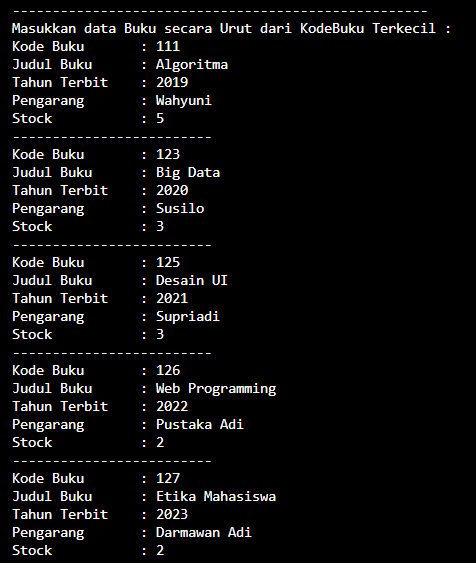 ----------------------------------------------------
Masukkan data Buku secara Urut dari KodeBuku Terkecil :
Kode Buku       : 111
Judul Buku      : Algoritma
Tahun Terbit    : 2019
Pengarang       : Wahyuni
Stock           : 5
-------------------------
Kode Buku       : 123
Judul Buku      : Big Data
Tahun Terbit    : 2020
Pengarang       : Susilo
Stock           : 3
-------------------------
Kode Buku       : 125
Judul Buku      : Desain UI
Tahun Terbit    : 2021
Pengarang       : Supriadi
Stock           : 3
-------------------------
Kode Buku       : 126
Judul Buku      : Web Programming
Tahun Terbit    : 2022
Pengarang       : Pustaka Adi
Stock           : 2
-------------------------
Kode Buku       : 127
Judul Buku      : Etika Mahasiswa
Tahun Terbit    : 2023
Pengarang       : Darmawan Adi
Stock           : 2